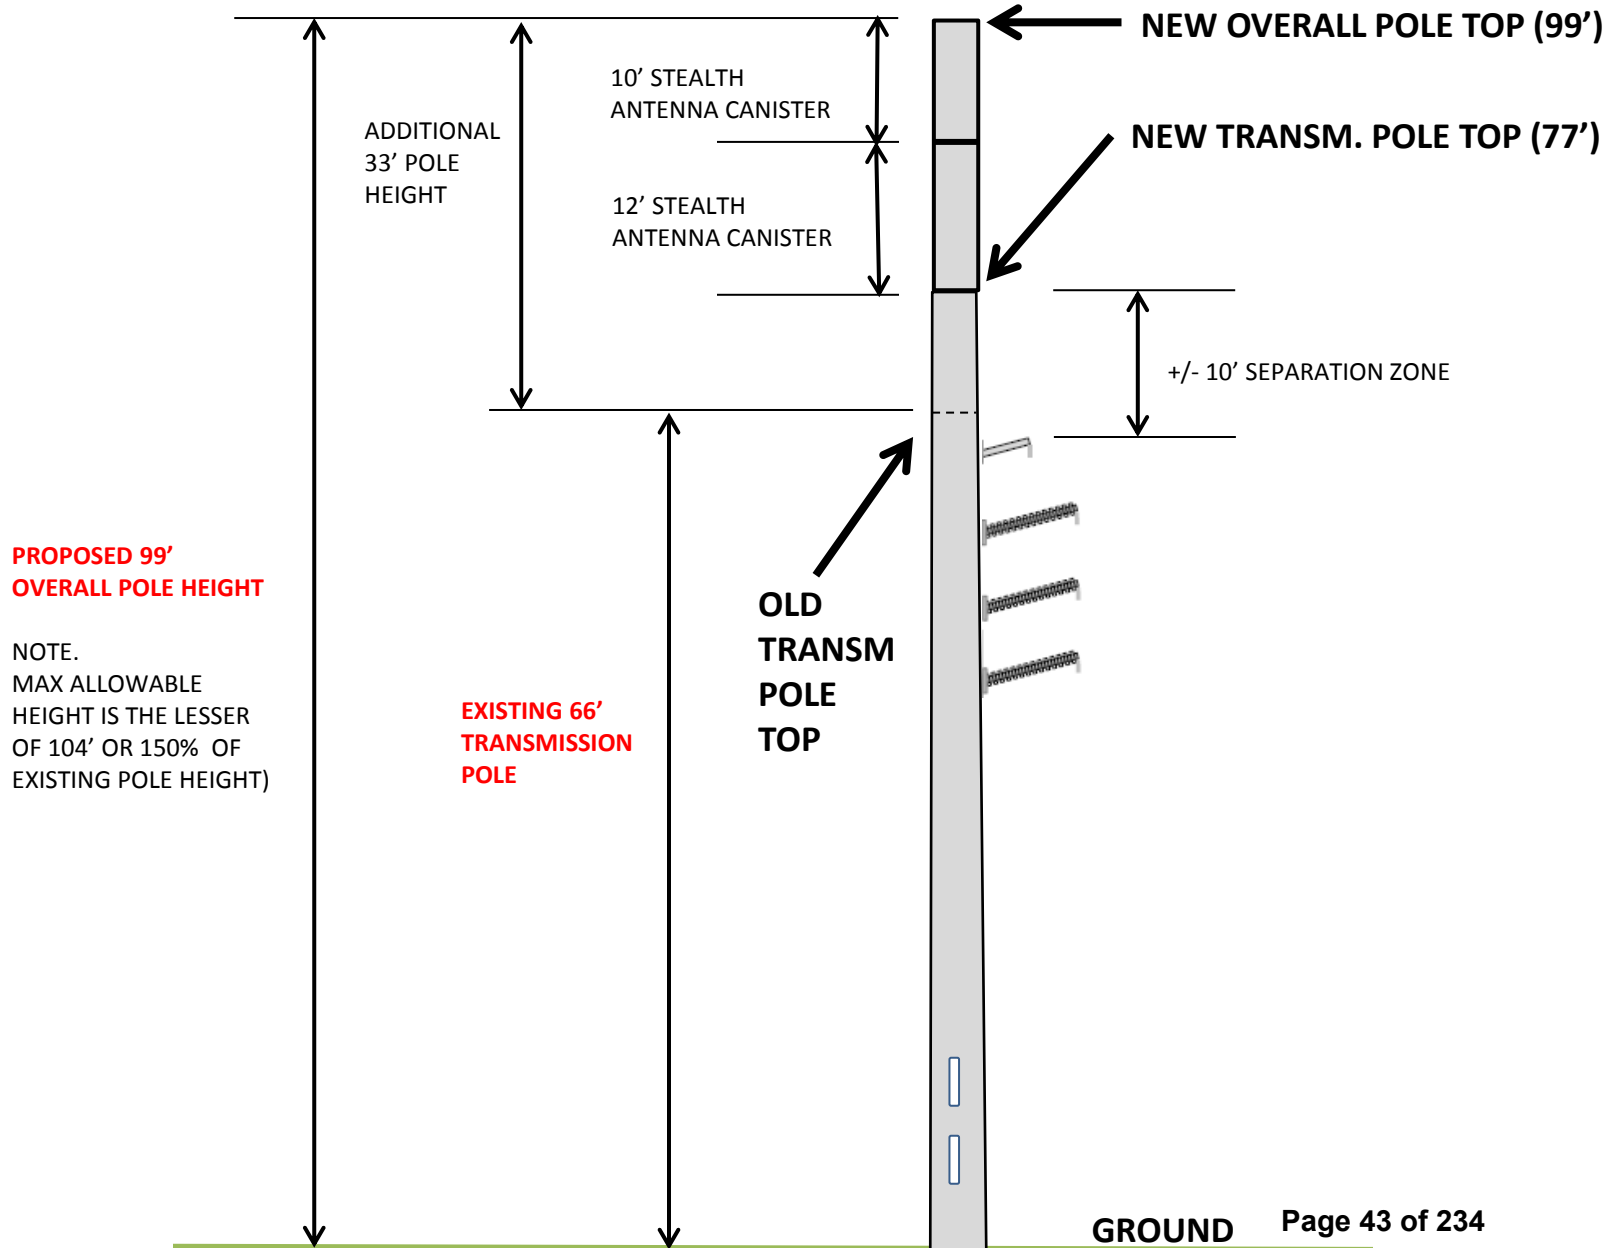 NEW OVERALL POLE TOP (99’)
10’ STEALTH
ANTENNA CANISTER
ADDITIONAL
33’ POLE
HEIGHT
NEW TRANSM. POLE TOP (77’)
12’ STEALTH
ANTENNA CANISTER
+/- 10’ SEPARATION ZONE
PROPOSED 99’
OVERALL POLE HEIGHT
NOTE.
MAX ALLOWABLE
HEIGHT IS THE LESSER
OF 104’ OR 150% OF
EXISTING POLE HEIGHT)
EXISTING 66’
TRANSMISSION
POLE
OLD
TRANSM
POLE
TOP
GROUND
Page 43 of 234